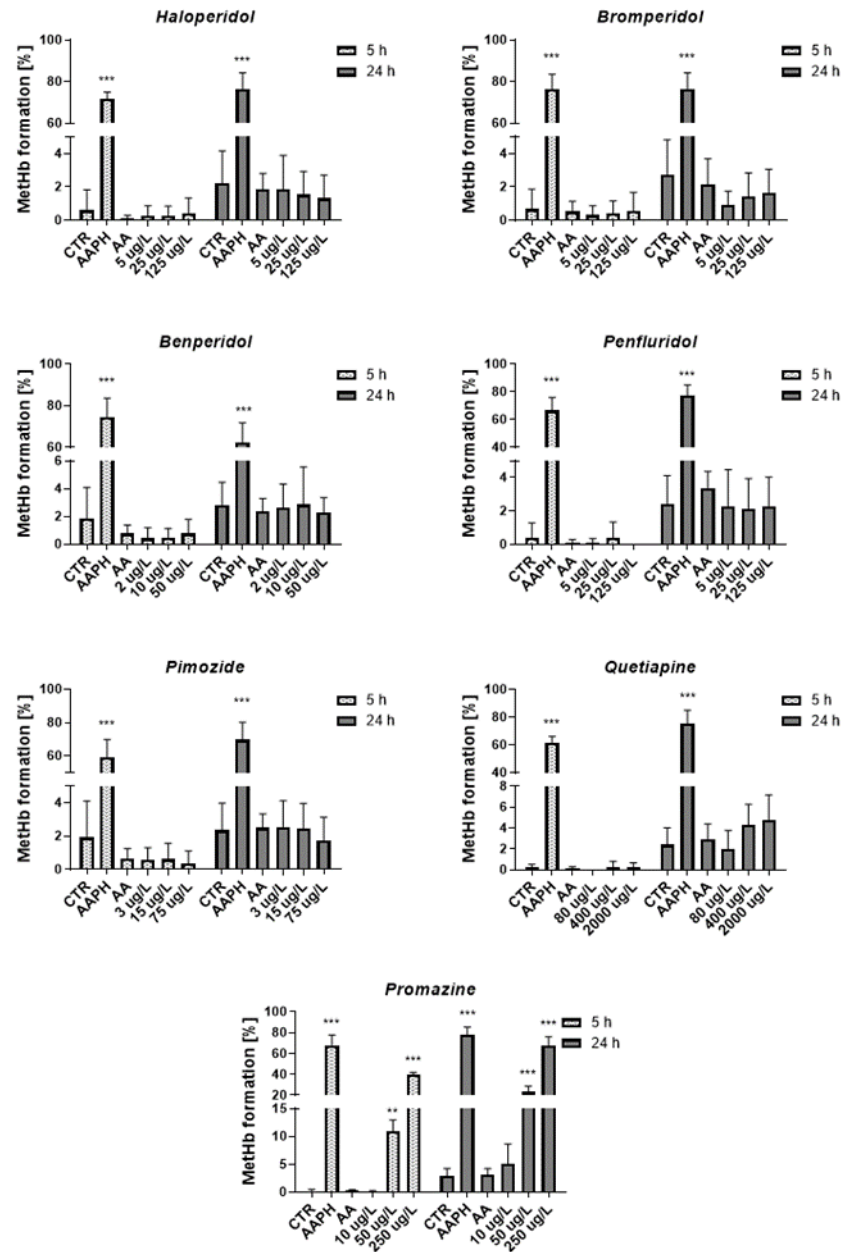 Haloperidol
MetHb formation [%]
100
80
60
4
2
0
***
***
5 h
24 h
CTR
AAPH
AA
5 ug/L
25 ug/L
125 ug/L
CTR
AAPH
AA
5 ug/L
25 ug/L
125 ug/L
Bromperidol
MetHb formation [%]
100
80
60
4
2
0
***
***
5 h
24 h
CTR
AAPH
AA
5 ug/L
25 ug/L
125 ug/L
CTR
AAPH
AA
5 ug/L
25 ug/L
125 ug/L
Benperidol
MetHb formation [%]
100
80
60
6
4
2
0
***
***
5 h
24 h
CTR
AAPH
AA
2 ug/L
10 ug/L
50 ug/L
CTR
AAPH
AA
2 ug/L
10 ug/L
50 ug/L
Penfluridol
MetHb formation [%]
100
80
60
40
4
2
0
***
***
5 h
24 h
CTR
AAPH
AA
5 ug/L
25 ug/L
125 ug/L
CTR
AAPH
AA
5 ug/L
25 ug/L
125 ug/L
Pimozide
MetHb formation [%]
100
80
60
4
2
0
***
***
5 h
24 h
CTR
AAPH
AA
3 ug/L
15 ug/L
75 ug/L
CTR
AAPH
AA
3 ug/L
15 ug/L
75 ug/L
Quetiapine
MetHb formation [%]
100
80
60
40
8
6
4
2
0
***
***
5 h
24 h
CTR
AAPH
AA
80 ug/L
400 ug/L
2000 ug/L
CTR
AAPH
AA
80 ug/L
400 ug/L
2000 ug/L
Promazine
MetHb formation [%]
100
80
60
40
20
15
10
5
0
***
**
***
***
***
***
5 h
24 h
CTR
AAPH
AA
10 ug/L
50 ug/L
250 ug/L
CTR
AAPH
AA
10 ug/L
50 ug/L
250 ug/L